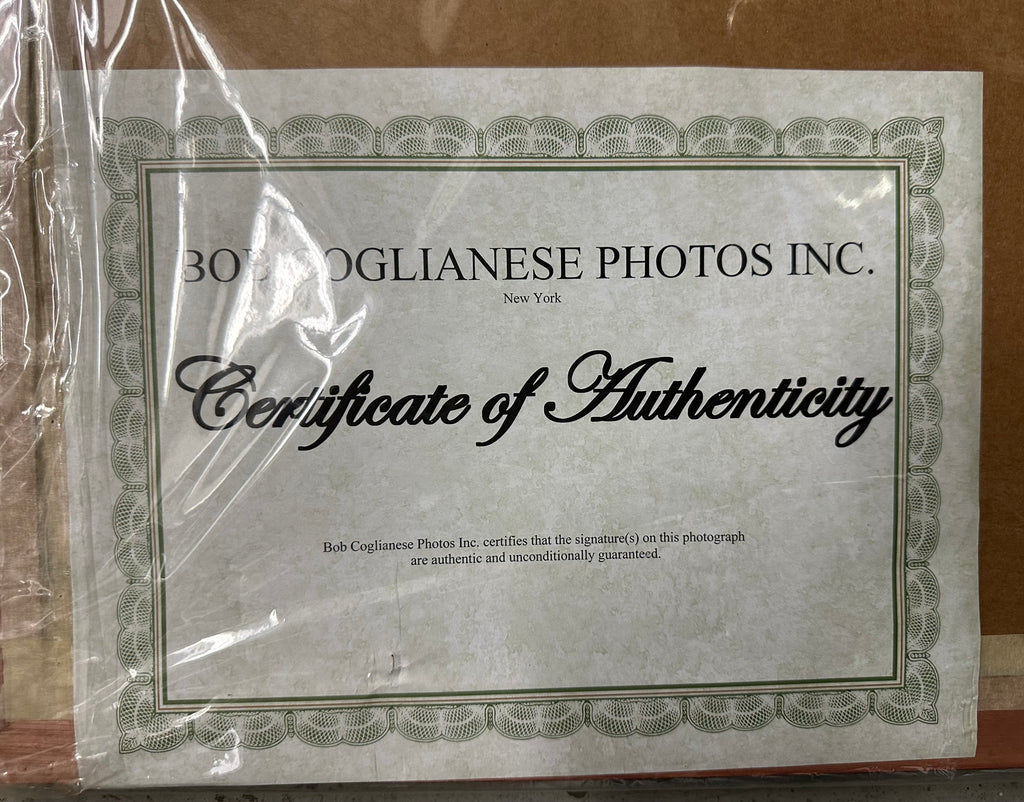 BOB COGLIANESE PHOTOS INC.
New York
Certificate of Authenticity
Bob Coglianese Photos Inc. certifies that the signature(s) on this photograph
are authentic and unconditionally guaranteed.